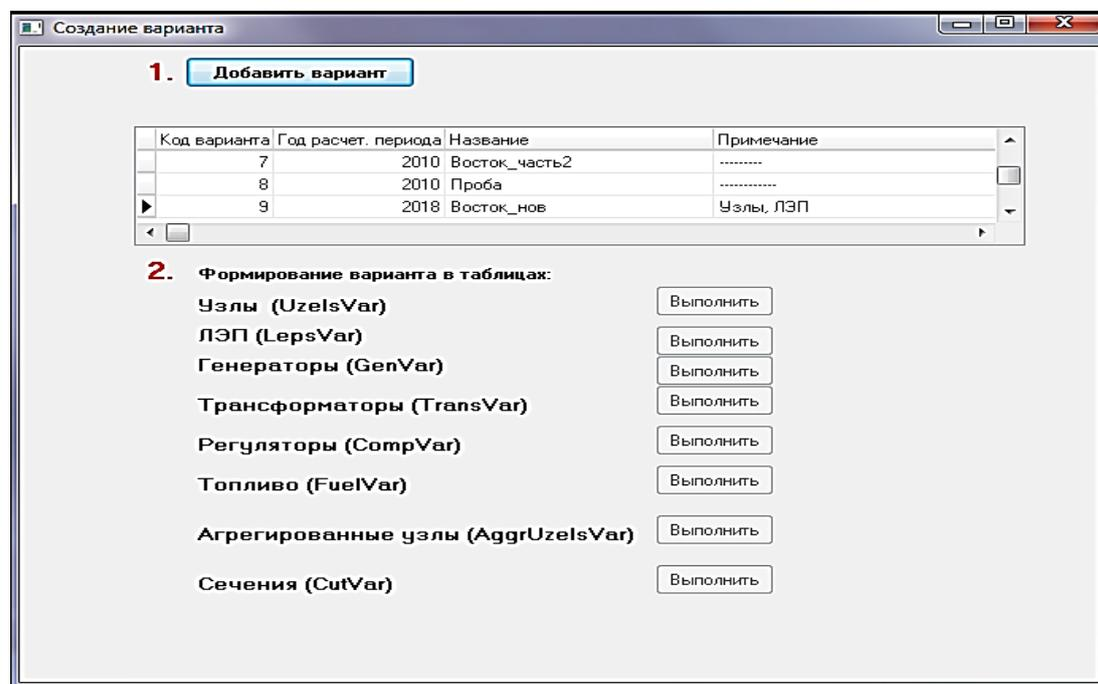 Создание варианта
1. Добавить вариант
Код варианта Год расчет. периода Название Примечание
7 2010 Восток_часть2 ---------
8 2010 Проба ------------
9 2018 Восток_нов Узлы, ЛЭП
2. Формирование варианта в таблицах:
Узлы (UzelsVar) Выполнить
ЛЭП (LepsVar) Выполнить
Генераторы (GenVar) Выполнить
Трансформаторы (TransVar) Выполнить
Регуляторы (CompVar) Выполнить
Топливо (FuelVar) Выполнить
Агрегированные узлы (AggrUzelsVar) Выполнить
Сечения (CutVar) Выполнить